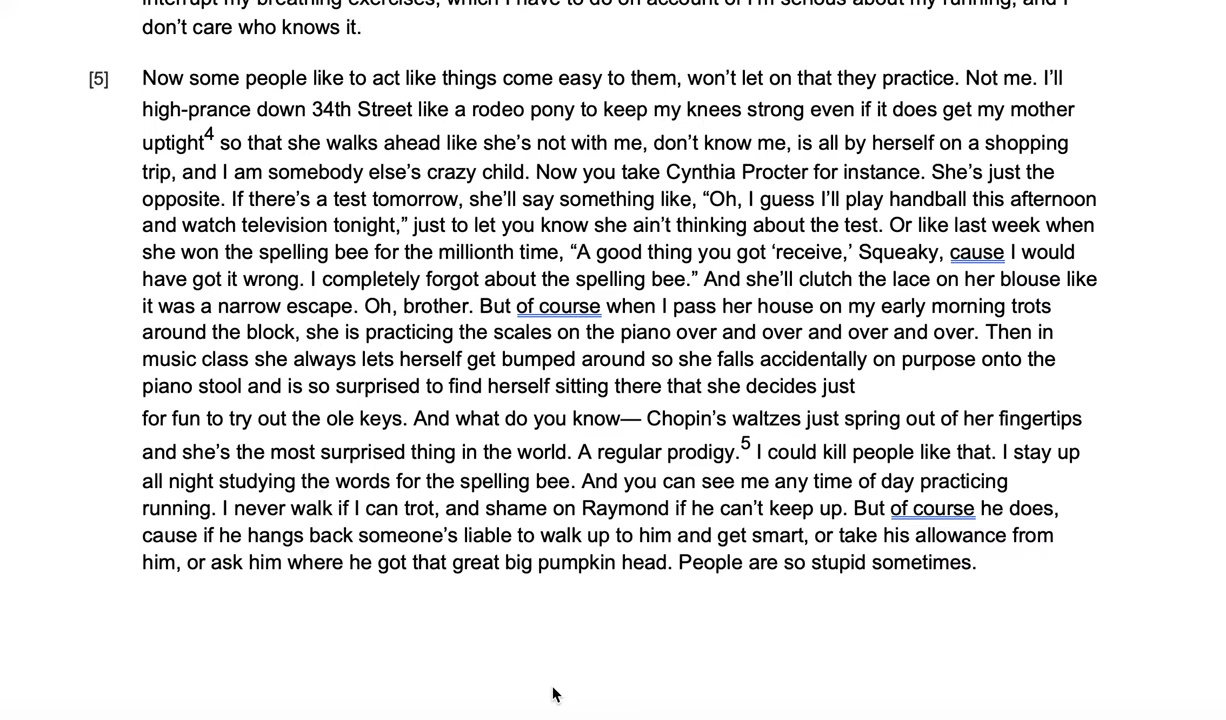 interrupt my breathing exercises, which I have to do on account of I'm serious about my running, and I
don't care who knows it.
[5] Now some people like to act like things come easy to them, won't let on that they practice. Not me. I'll
high-prance down 34th Street like a rodeo pony to keep my knees strong even if it does get my mother
uptight4 so that she walks ahead like she's not with me, don't know me, is all by herself on a shopping
trip, and I am somebody else's crazy child. Now you take Cynthia Procter for instance. She's just the
opposite. If there's a test tomorrow, she'll say something like, “Oh, I guess I'll play handball this afternoon
and watch television tonight,” just to let you know she ain't thinking about the test. Or like last week when
she won the spelling bee for the millionth time, “A good thing you got ‘receive,’ Squeaky, cause I would
have got it wrong. I completely forgot about the spelling bee.” And she'll clutch the lace on her blouse like
it was a narrow escape. Oh, brother. But of course when I pass her house on my early morning trots
around the block, she is practicing the scales on the piano over and over and over and over. Then in
music class she always lets herself get bumped around so she falls accidentally on purpose onto the
piano stool and is so surprised to find herself sitting there that she decides just
for fun to try out the ole keys. And what do you know— Chopin's waltzes just spring out of her fingertips
and she's the most surprised thing in the world. A regular prodigy.5 I could kill people like that. I stay up
all night studying the words for the spelling bee. And you can see me any time of day practicing
running. I never walk if I can trot, and shame on Raymond if he can't keep up. But of course he does,
cause if he hangs back someone's liable to walk up to him and get smart, or take his allowance from
him, or ask him where he got that great big pumpkin head. People are so stupid sometimes.